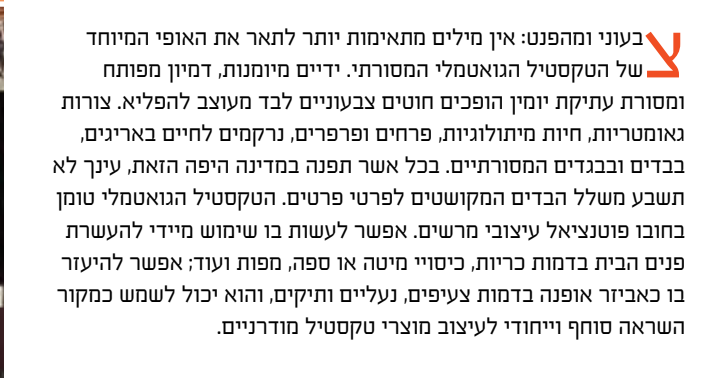 צבעוני ומהפנט: אין מילים מתאימות יותר לתאר את האופי המיוחד
של הטקסטיל הגואטמלי המסורתי. ידיים מיומנות, דמיון מפותח
ומסורת עתיקת יומין הופכים חוטים צבעוניים לבד מעוצב להפליא. צורות
גאומטריות, חיות מיתולוגיות, פרחים ופרפרים, נרקמים לחיים באריגים,
בבדים ובבגדים המסורתיים. בכל אשר תפנה במדינה היפה הזאת, עינך לא
תשבע משלל הבדים המקושטים לפרטי פרטים. הטקסטיל הגואטמלי טומן
בחובו פוטנציאל עיצובי מרשים. אפשר לעשות בו שימוש מיידי להעשרת
פנים הבית בדמות כריות, כיסויי מיטה או ספה, מפות ועוד; אפשר להיעזר
בו כאביזר אופנה בדמות צעיפים, נעליים ותיקים, והוא יכול לשמש כמקור
השראה סוחף וייחודי לעיצוב מוצרי טקסטיל מודרניים.